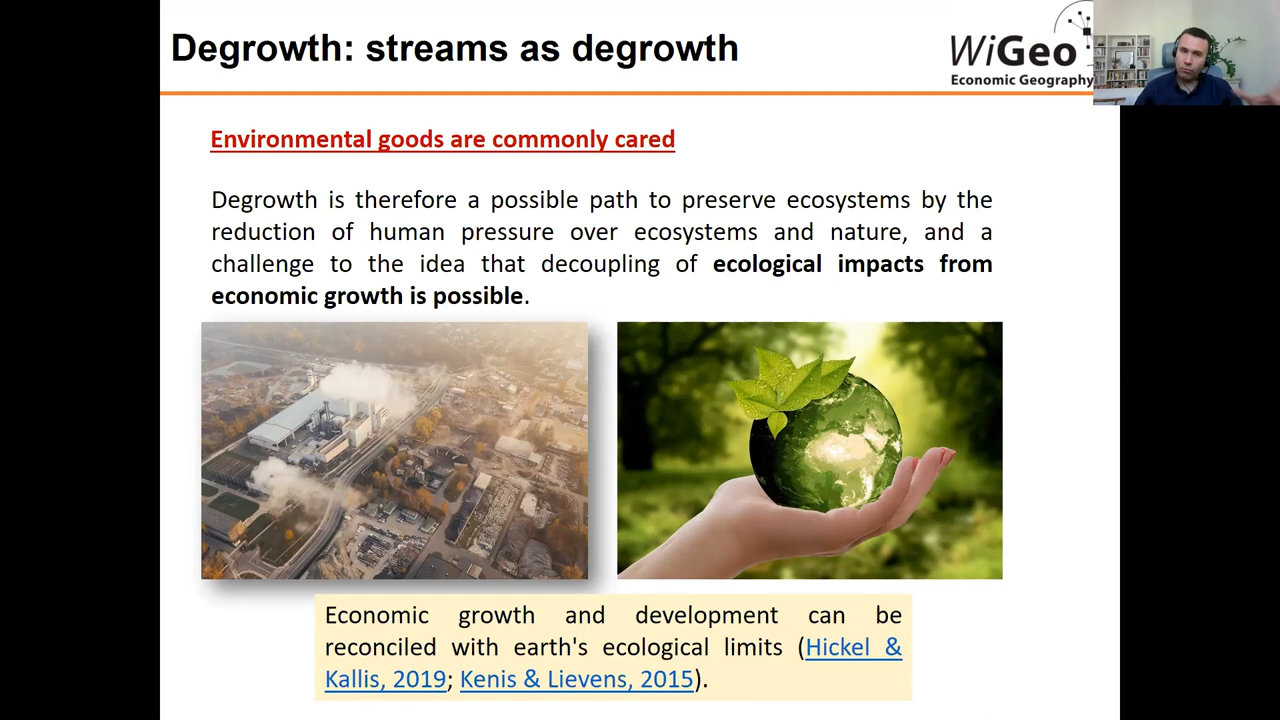 Degrowth: streams as degrowth
WiGeo
Economic Geography
Environmental goods are commonly cared
Degrowth is therefore a possible path to preserve ecosystems by the
reduction of human pressure over ecosystems and nature, and a
challenge to the idea that decoupling of ecological impacts from
economic growth is possible.
Economic growth and development can be
reconciled with earth's ecological limits (Hickel &
Kallis, 2019; Kenis & Lievens, 2015).